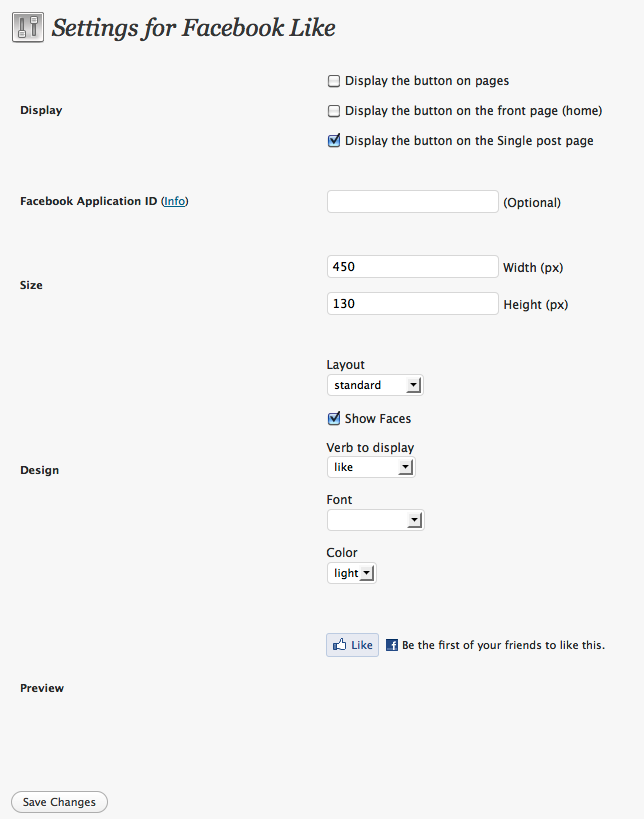 Settings for Facebook Like
Display
Display the button on pages
Display the button on the front page (home)
Display the button on the Single post page
Facebook Application ID (Info)
(Optional)
Size
450 Width (px)
130 Height (px)
Design
Layout
standard
Show Faces
Verb to display
like
Font
Color
light
Like f Be the first of your friends to like this.
Preview
Save Changes